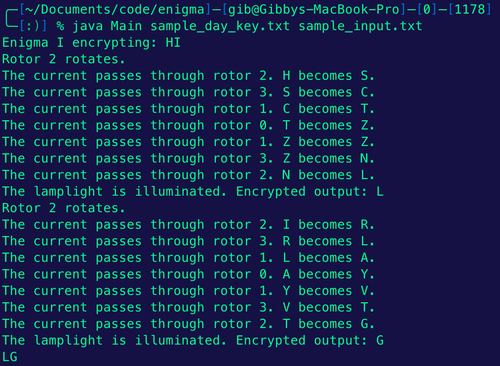 ╭─[~/Documents/code/enigma]─[gib@Gibbys-MacBook-Pro]─[0]─[1178]
╰─[:)] % java Main sample_day_key.txt sample_input.txt
Enigma I encrypting: HI
Rotor 2 rotates.
The current passes through rotor 2. H becomes S.
The current passes through rotor 3. S becomes C.
The current passes through rotor 1. C becomes T.
The current passes through rotor 0. T becomes Z.
The current passes through rotor 1. Z becomes Z.
The current passes through rotor 3. Z becomes N.
The current passes through rotor 2. N becomes L.
The lamplight is illuminated. Encrypted output: L
Rotor 2 rotates.
The current passes through rotor 2. I becomes R.
The current passes through rotor 3. R becomes L.
The current passes through rotor 1. L becomes A.
The current passes through rotor 0. A becomes Y.
The current passes through rotor 1. Y becomes V.
The current passes through rotor 3. V becomes T.
The current passes through rotor 2. T becomes G.
The lamplight is illuminated. Encrypted output: G
LG